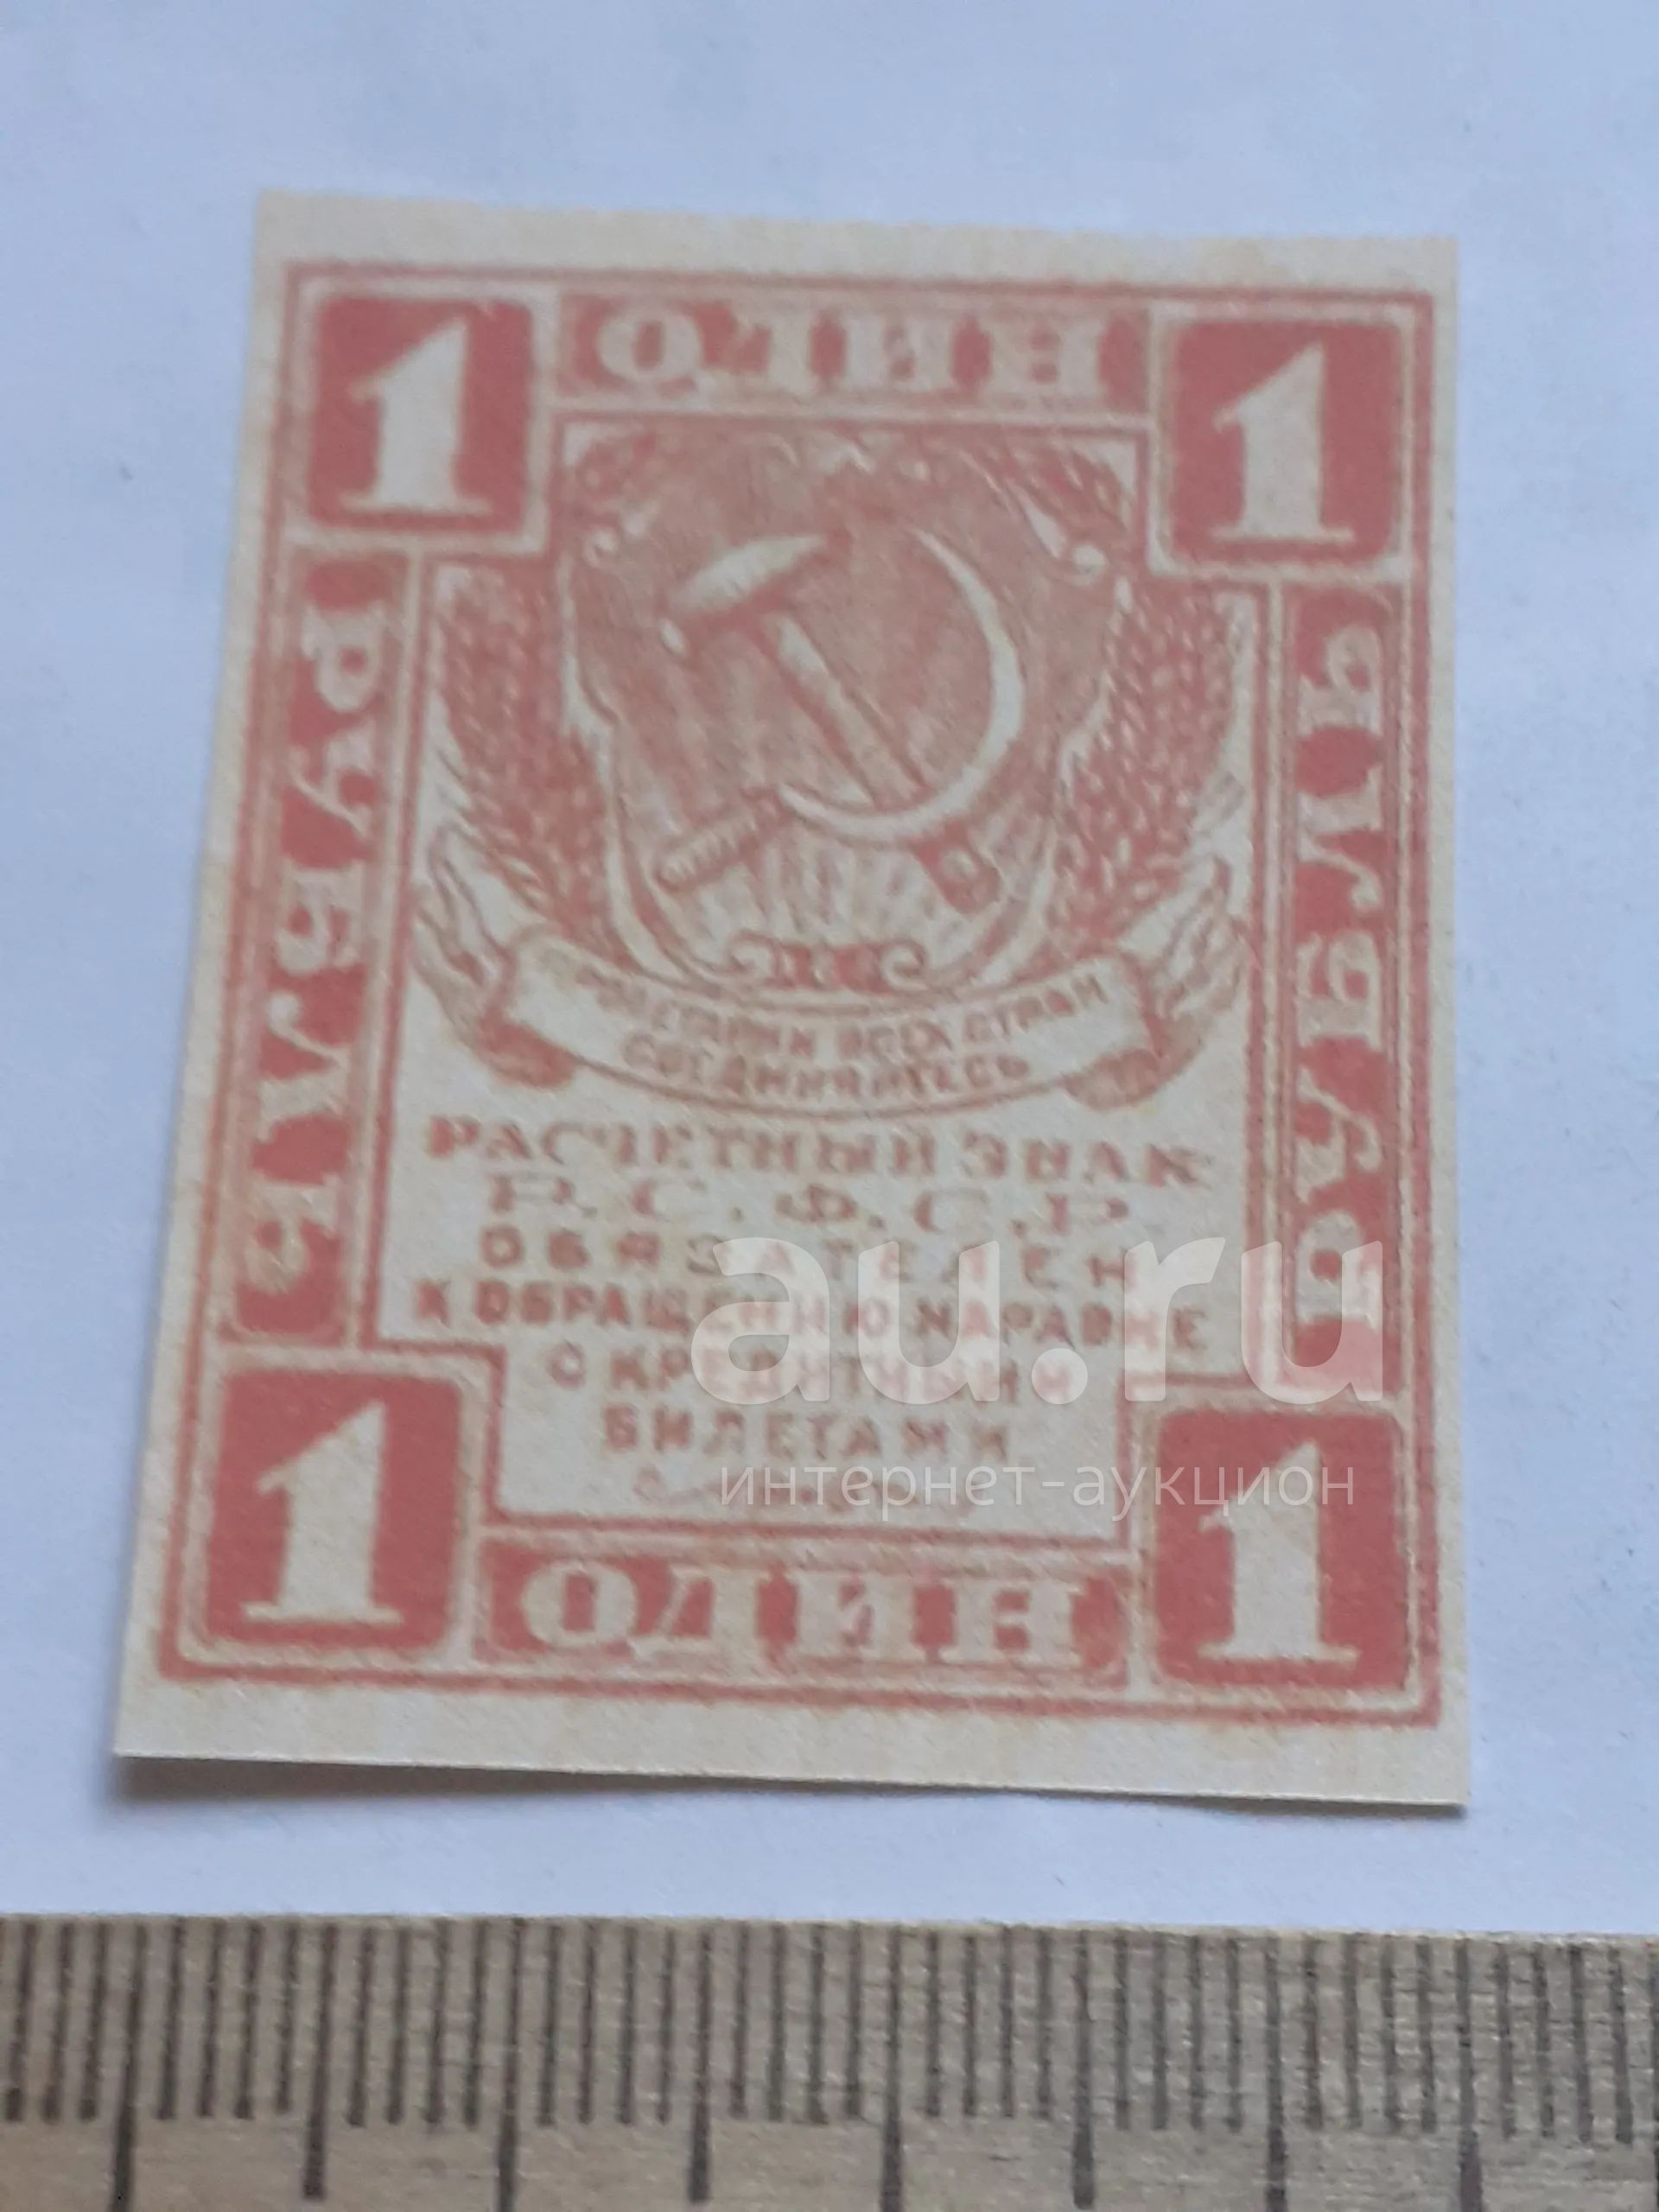 1 ОДИН 1
РУБЛЬ
РУБЛЬ
ПРОЛЕТАРИИ ВСЕХ СТРАН
СОЕДИНЯЙТЕСЬ
РАСЧЕТНЫЙ ЗНАК
Р.С.Ф.С.Р
ОБЯЗАТЕЛЕН
К ОБРАЩЕНИЮ НАРАВНЕ
С КРЕДИТНЫМИ
БИЛЕТАМИ
1 ОДИН 1
au.ru
интернет-аукцион